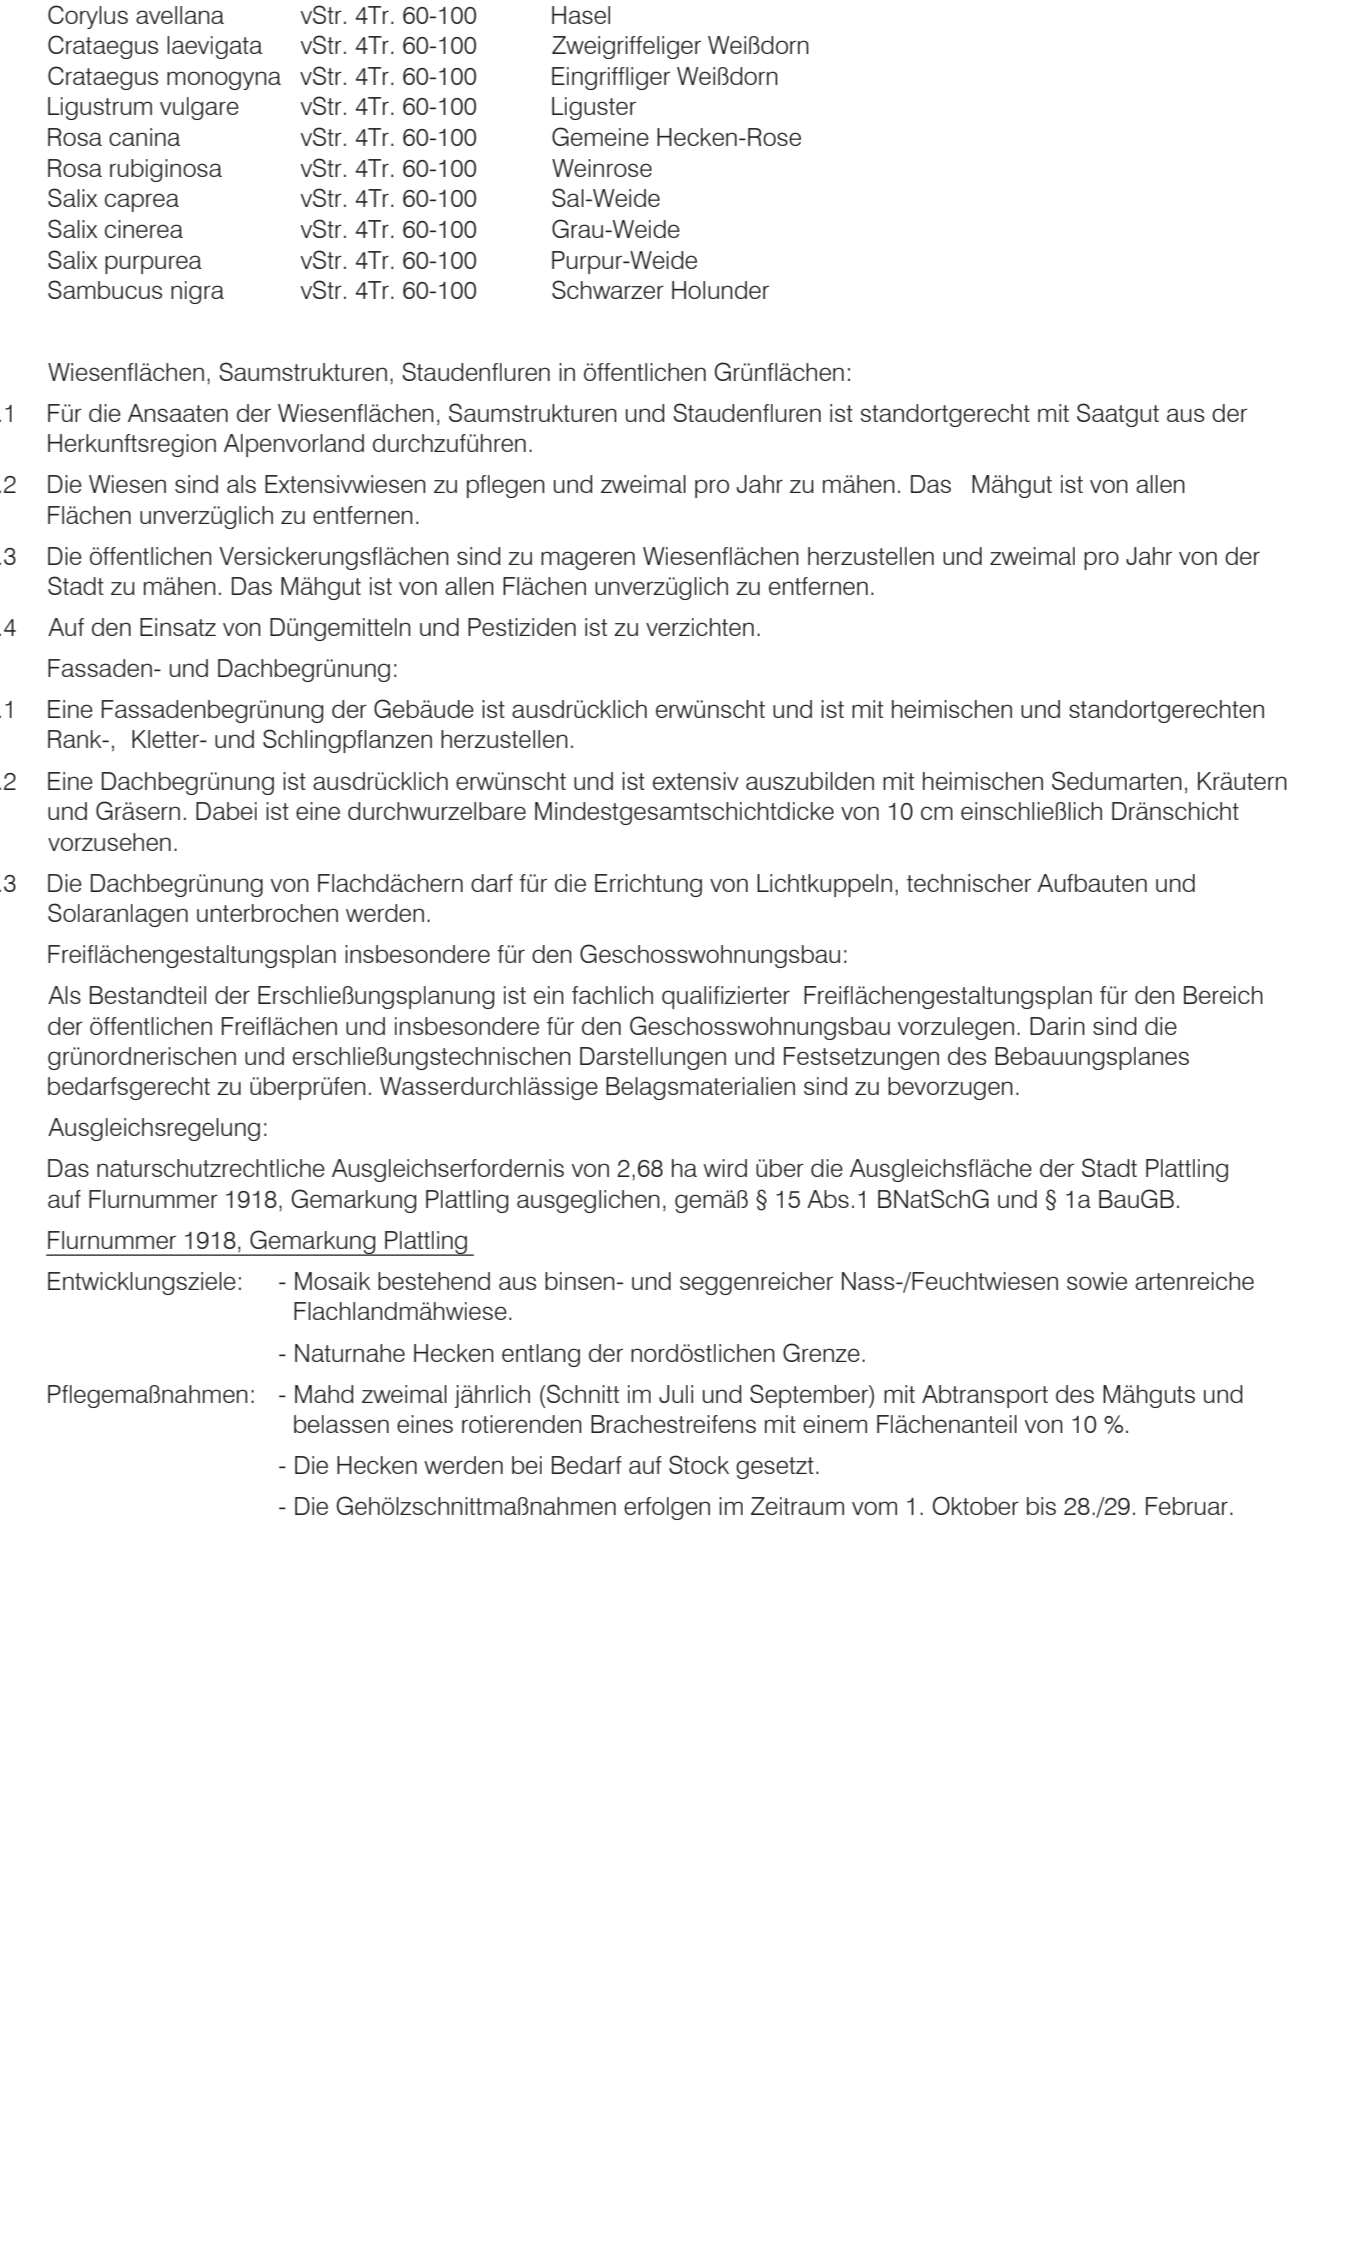 Corylus avellana vStr. 4Tr. 60-100 Hasel
Crataegus laevigata vStr. 4Tr. 60-100 Zweigriffeliger Weißdorn
Crataegus monogyna vStr. 4Tr. 60-100 Eingriffliger Weißdorn
Ligustrum vulgare vStr. 4Tr. 60-100 Liguster
Rosa canina vStr. 4Tr. 60-100 Gemeine Hecken-Rose
Rosa rubiginosa vStr. 4Tr. 60-100 Weinrose
Salix caprea vStr. 4Tr. 60-100 Sal-Weide
Salix cinerea vStr. 4Tr. 60-100 Grau-Weide
Salix purpurea vStr. 4Tr. 60-100 Purpur-Weide
Sambucus nigra vStr. 4Tr. 60-100 Schwarzer Holunder
Wiesenflächen, Saumstrukturen, Staudenfluren in öffentlichen Grünflächen:
.1 Für die Ansaaten der Wiesenflächen, Saumstrukturen und Staudenfluren ist standortgerecht mit Saatgut aus der
Herkunftsregion Alpenvorland durchzuführen.
.2 Die Wiesen sind als Extensivwiesen zu pflegen und zweimal pro Jahr zu mähen. Das Mähgut ist von allen
Flächen unverzüglich zu entfernen.
.3 Die öffentlichen Versickerungsflächen sind zu mageren Wiesenflächen herzustellen und zweimal pro Jahr von der
Stadt zu mähen. Das Mähgut ist von allen Flächen unverzüglich zu entfernen.
.4 Auf den Einsatz von Düngemitteln und Pestiziden ist zu verzichten.
Fassaden- und Dachbegrünung:
.1 Eine Fassadenbegrünung der Gebäude ist ausdrücklich erwünscht und ist mit heimischen und standortgerechten
Rank-, Kletter- und Schlingpflanzen herzustellen.
.2 Eine Dachbegrünung ist ausdrücklich erwünscht und ist extensiv auszubilden mit heimischen Sedumarten, Kräutern
und Gräsern. Dabei ist eine durchwurzelbare Mindestgesamtschichtdicke von 10 cm einschließlich Dränschicht
vorzusehen.
.3 Die Dachbegrünung von Flachdächern darf für die Errichtung von Lichtkuppeln, technischer Aufbauten und
Solaranlagen unterbrochen werden.
Freiflächengestaltungsplan insbesondere für den Geschosswohnungsbau:
Als Bestandteil der Erschließungsplanung ist ein fachlich qualifizierter Freiflächengestaltungsplan für den Bereich
der öffentlichen Freiflächen und insbesondere für den Geschosswohnungsbau vorzulegen. Darin sind die
grünordnerischen und erschließungstechnischen Darstellungen und Festsetzungen des Bebauungsplanes
bedarfsgerecht zu überprüfen. Wasserdurchlässige Belagsmaterialien sind zu bevorzugen.
Ausgleichsregelung:
Das naturschutzrechtliche Ausgleichserfordernis von 2,68 ha wird über die Ausgleichsfläche der Stadt Plattling
auf Flurnummer 1918, Gemarkung Plattling ausgeglichen, gemäß § 15 Abs.1 BNatSchG und § 1a BauGB.
Flurnummer 1918, Gemarkung Plattling
Entwicklungsziele: - Mosaik bestehend aus binsen- und seggenreicher Nass-/Feuchtwiesen sowie artenreiche
Flachlandmähwiese.
- Naturnahe Hecken entlang der nordöstlichen Grenze.
Pflegemaßnahmen: - Mahd zweimal jährlich (Schnitt im Juli und September) mit Abtransport des Mähguts und
belassen eines rotierenden Brachestreifens mit einem Flächenanteil von 10 %.
- Die Hecken werden bei Bedarf auf Stock gesetzt.
- Die Gehölzschnittmaßnahmen erfolgen im Zeitraum vom 1. Oktober bis 28./29. Februar.